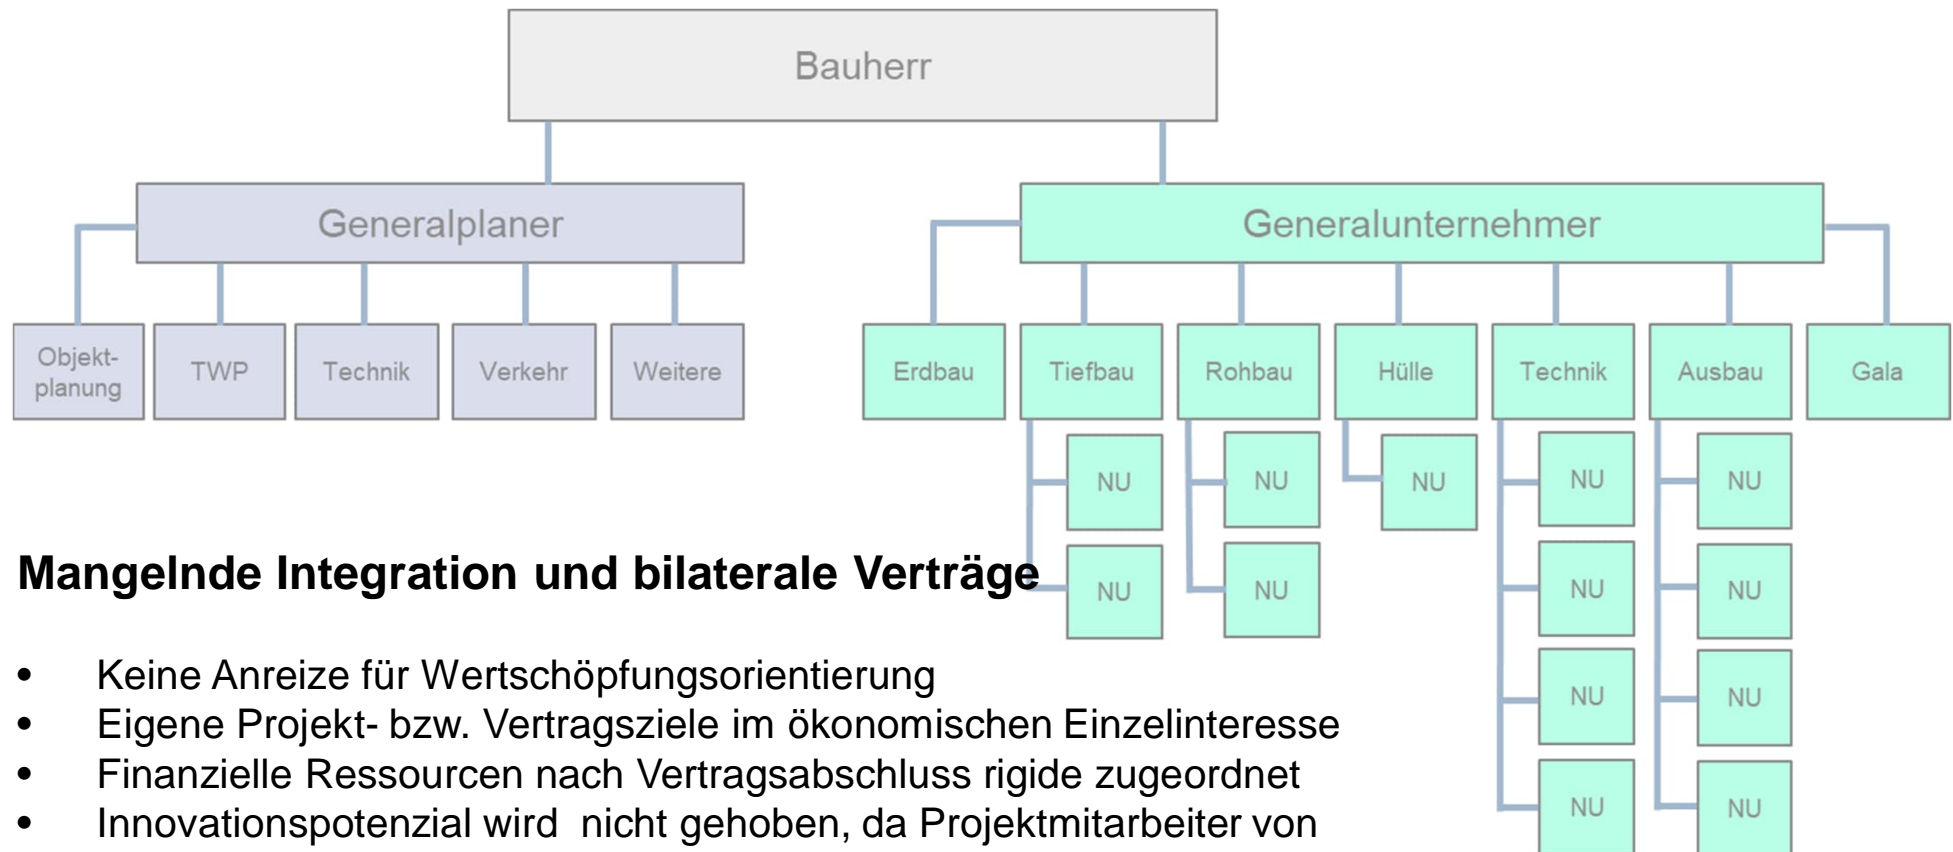 Bauherr
Generalplaner
Generalunternehmer
Objekt-
planung
TWP
Technik
Verkehr
Weitere
Erdbau
Tiefbau
Rohbau
Hülle
Technik
Ausbau
Gala
NU
NU
NU
NU
NU
Mangelnde Integration und bilaterale Verträge
NU
NU
NU
NU
• Keine Anreize für Wertschöpfungsorientierung
NU
NU
• Eigene Projekt- bzw. Vertragsziele im ökonomischen Einzelinteresse
• Finanzielle Ressourcen nach Vertragsabschluss rigide zugeordnet
NU
NU
• Innovationspotenzial wird nicht gehoben, da Projektmitarbeiter von